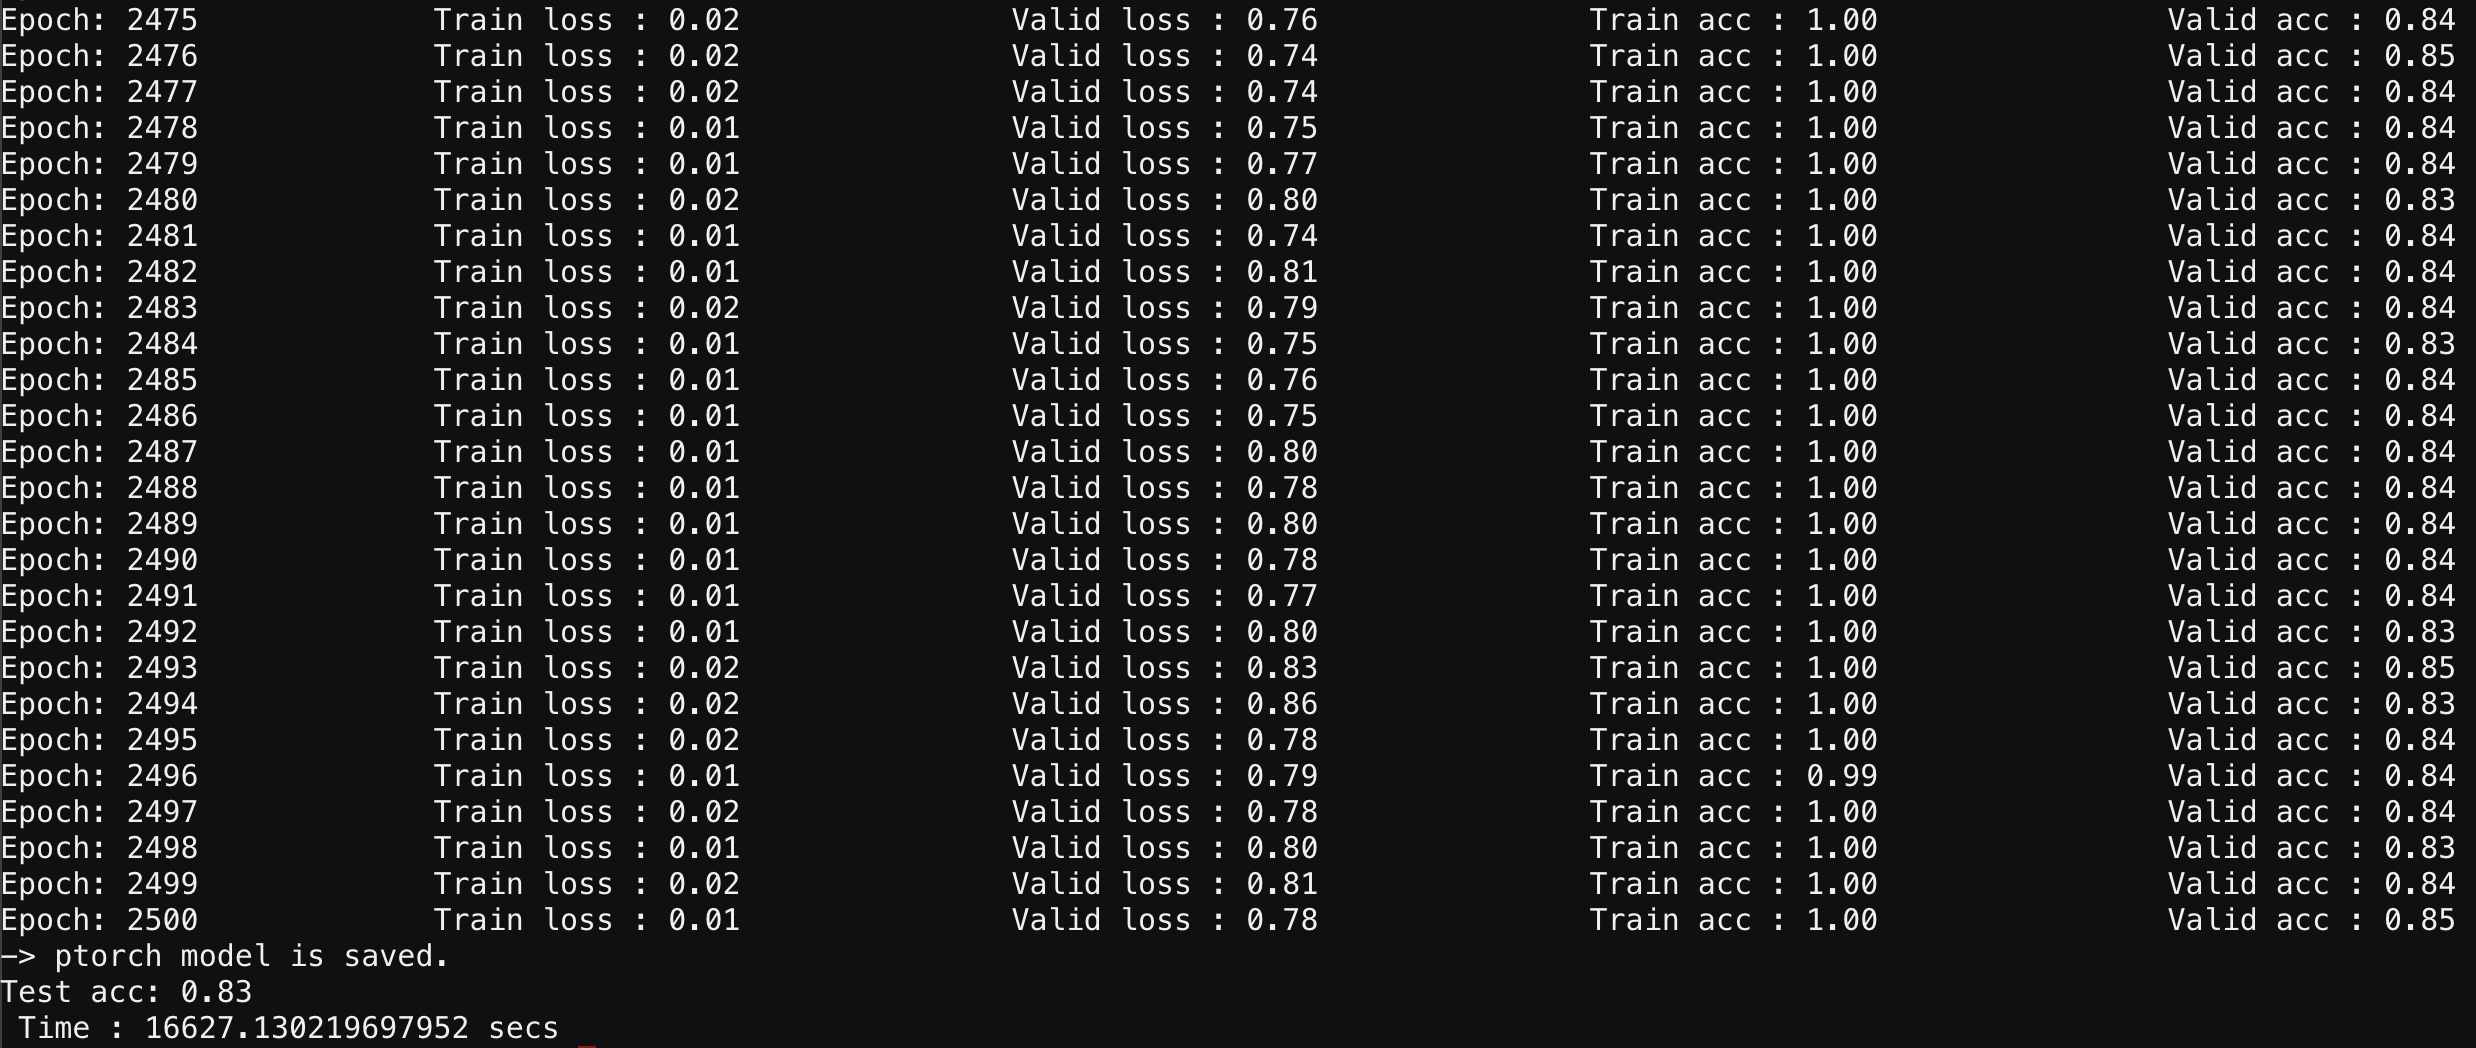 Epoch: 2475 Train loss : 0.02 Valid loss : 0.76 Train acc : 1.00 Valid acc : 0.84
Epoch: 2476 Train loss : 0.02 Valid loss : 0.74 Train acc : 1.00 Valid acc : 0.85
Epoch: 2477 Train loss : 0.02 Valid loss : 0.74 Train acc : 1.00 Valid acc : 0.84
Epoch: 2478 Train loss : 0.01 Valid loss : 0.75 Train acc : 1.00 Valid acc : 0.84
Epoch: 2479 Train loss : 0.01 Valid loss : 0.77 Train acc : 1.00 Valid acc : 0.84
Epoch: 2480 Train loss : 0.02 Valid loss : 0.80 Train acc : 1.00 Valid acc : 0.83
Epoch: 2481 Train loss : 0.01 Valid loss : 0.74 Train acc : 1.00 Valid acc : 0.84
Epoch: 2482 Train loss : 0.01 Valid loss : 0.81 Train acc : 1.00 Valid acc : 0.84
Epoch: 2483 Train loss : 0.02 Valid loss : 0.79 Train acc : 1.00 Valid acc : 0.84
Epoch: 2484 Train loss : 0.01 Valid loss : 0.75 Train acc : 1.00 Valid acc : 0.83
Epoch: 2485 Train loss : 0.01 Valid loss : 0.76 Train acc : 1.00 Valid acc : 0.84
Epoch: 2486 Train loss : 0.01 Valid loss : 0.75 Train acc : 1.00 Valid acc : 0.84
Epoch: 2487 Train loss : 0.01 Valid loss : 0.80 Train acc : 1.00 Valid acc : 0.84
Epoch: 2488 Train loss : 0.01 Valid loss : 0.78 Train acc : 1.00 Valid acc : 0.84
Epoch: 2489 Train loss : 0.01 Valid loss : 0.80 Train acc : 1.00 Valid acc : 0.84
Epoch: 2490 Train loss : 0.01 Valid loss : 0.78 Train acc : 1.00 Valid acc : 0.84
Epoch: 2491 Train loss : 0.01 Valid loss : 0.77 Train acc : 1.00 Valid acc : 0.84
Epoch: 2492 Train loss : 0.01 Valid loss : 0.80 Train acc : 1.00 Valid acc : 0.83
Epoch: 2493 Train loss : 0.02 Valid loss : 0.83 Train acc : 1.00 Valid acc : 0.85
Epoch: 2494 Train loss : 0.02 Valid loss : 0.86 Train acc : 1.00 Valid acc : 0.83
Epoch: 2495 Train loss : 0.02 Valid loss : 0.78 Train acc : 1.00 Valid acc : 0.84
Epoch: 2496 Train loss : 0.01 Valid loss : 0.79 Train acc : 0.99 Valid acc : 0.84
Epoch: 2497 Train loss : 0.02 Valid loss : 0.78 Train acc : 1.00 Valid acc : 0.84
Epoch: 2498 Train loss : 0.01 Valid loss : 0.80 Train acc : 1.00 Valid acc : 0.83
Epoch: 2499 Train loss : 0.02 Valid loss : 0.81 Train acc : 1.00 Valid acc : 0.84
Epoch: 2500 Train loss : 0.01 Valid loss : 0.78 Train acc : 1.00 Valid acc : 0.85
—> ptorch model is saved.
Test acc: 0.83
Time : 16627.130219697952 secs